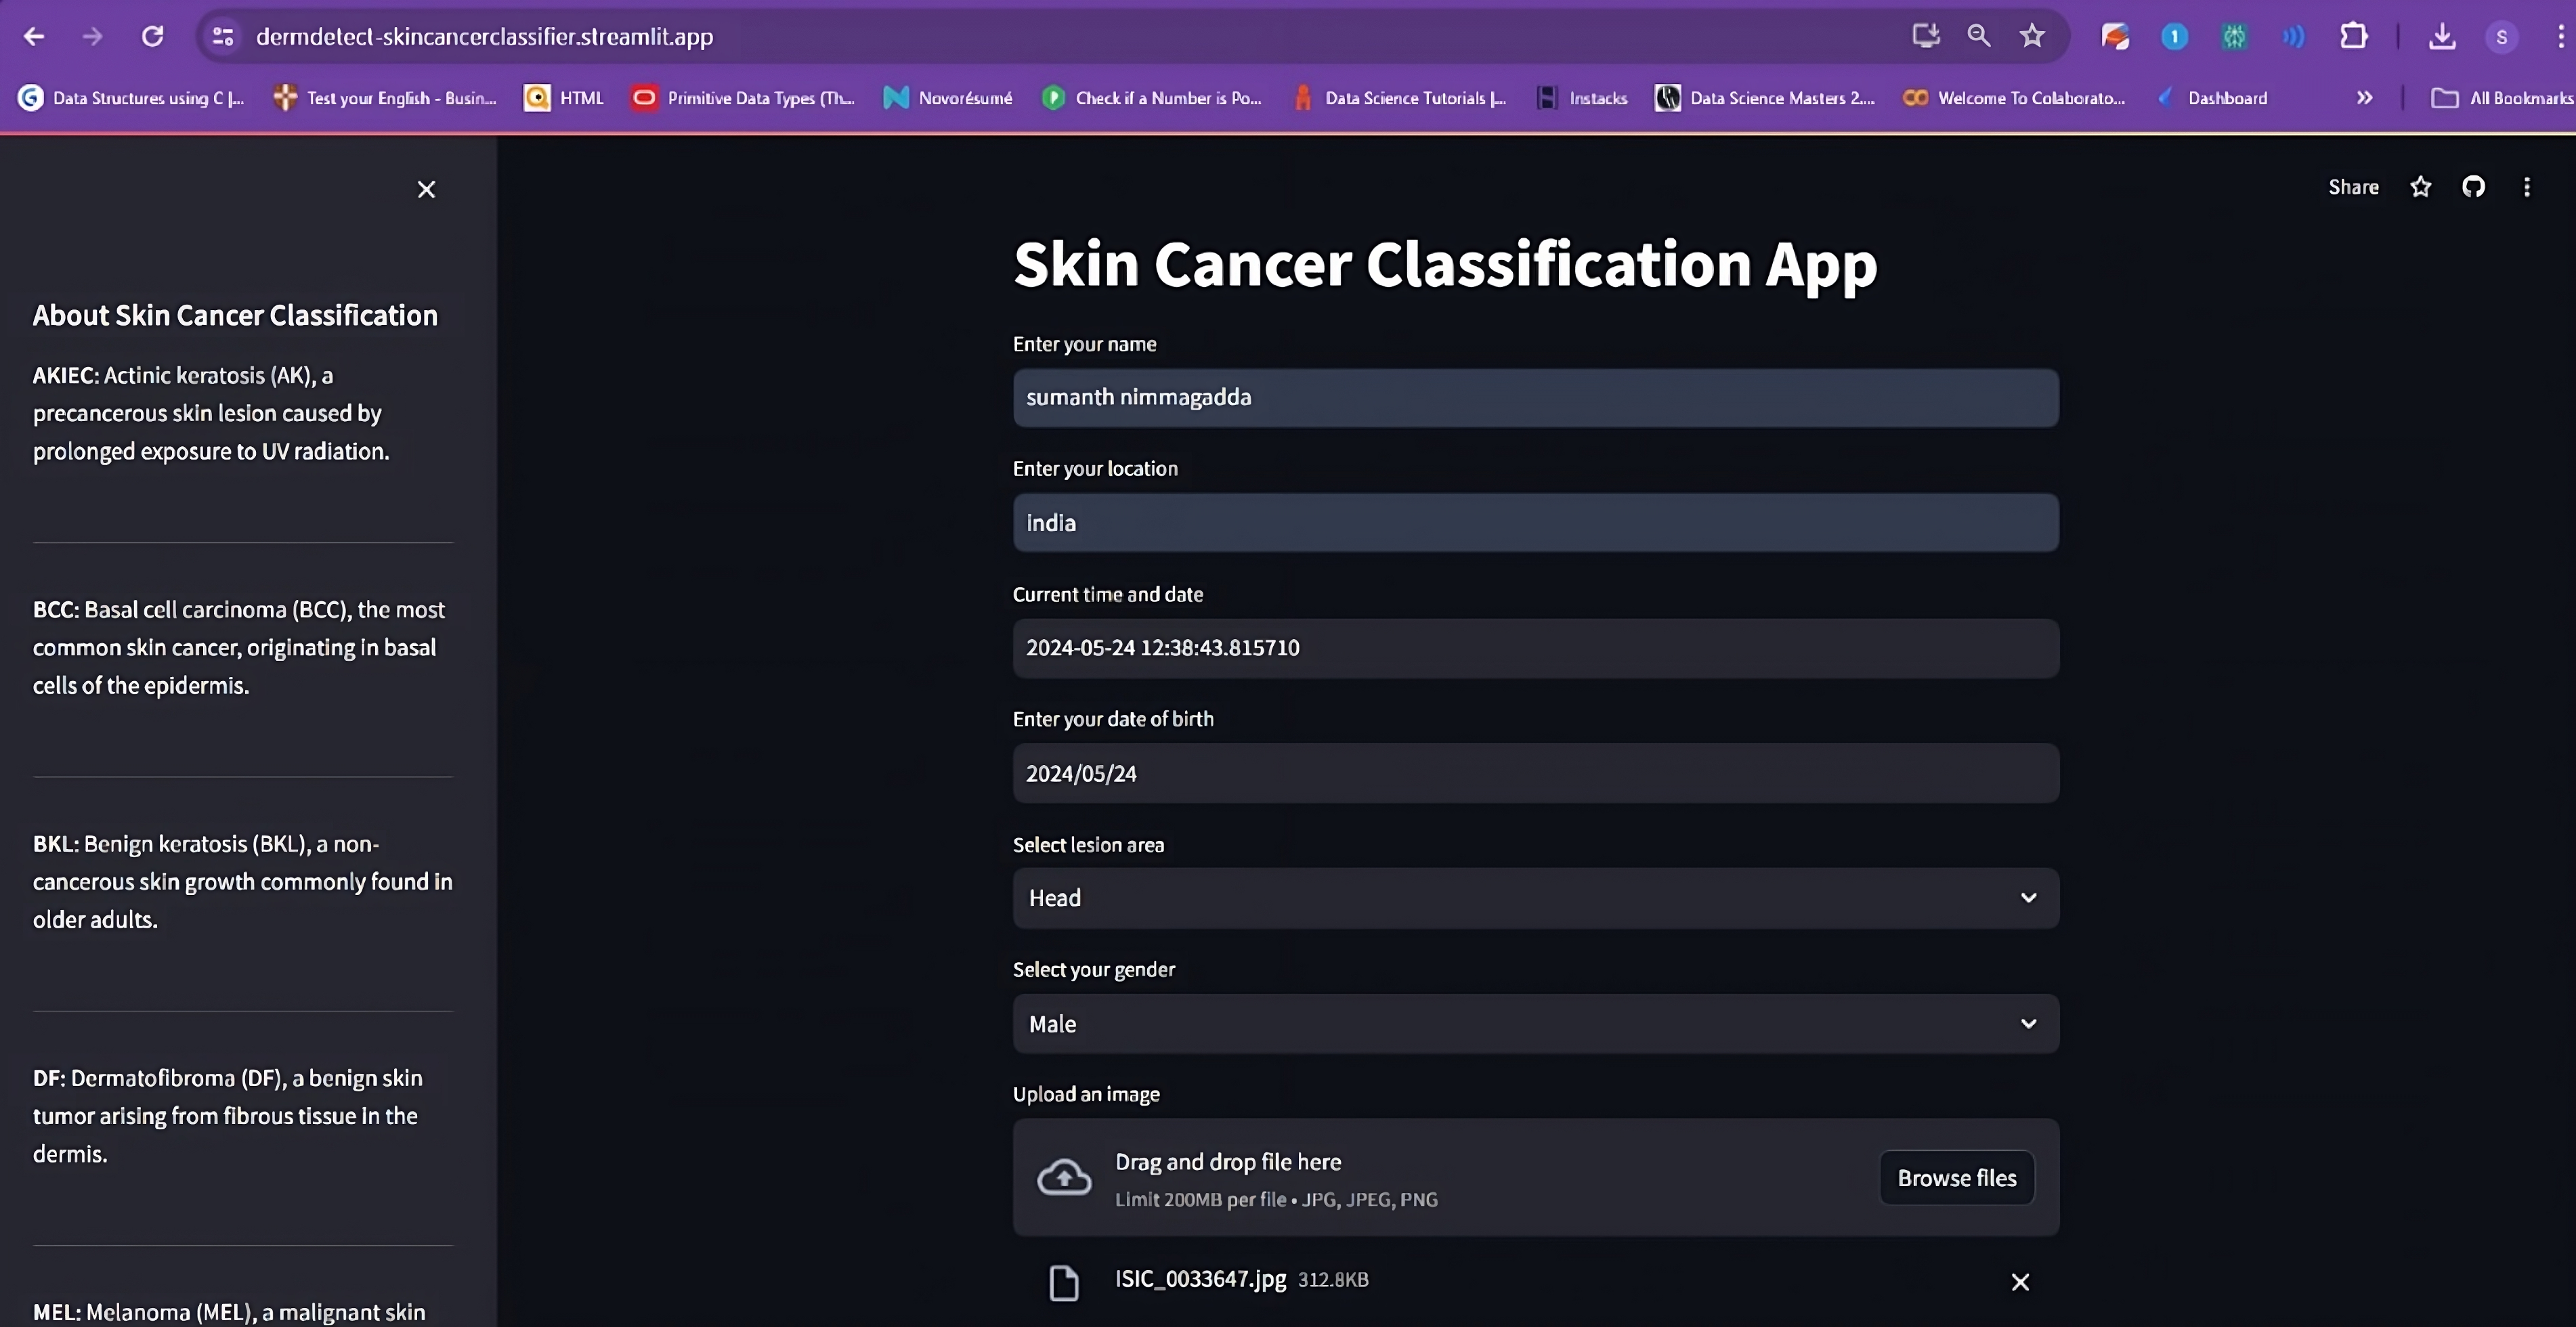 dermdetect-skincancerclassifier.streamlit.app
1
S
Data Structures using C |...
Test your English - Busin...
HTML
Primitive Data Types (Th...
Novorésumé
Check if a Number is Po...
Data Science Tutorials |...
Instacks
Data Science Masters 2....
Welcome To Colaborato...
Dashboard
All Bookmarks
Share
About Skin Cancer Classification
AKIEC: Actinic keratosis (AK), a
precancerous skin lesion caused by
prolonged exposure to UV radiation.
BCC: Basal cell carcinoma (BCC), the most
common skin cancer, originating in basal
cells of the epidermis.
BKL: Benign keratosis (BKL), a non-
cancerous skin growth commonly found in
older adults.
DF: Dermatofibroma (DF), a benign skin
tumor arising from fibrous tissue in the
dermis.
MEL: Melanoma (MEL), a malignant skin
Skin Cancer Classification App
Enter your name
sumanth nimmagadda
Enter your location
india
Current time and date
2024-05-24 12:38:43.815710
Enter your date of birth
2024/05/24
Select lesion area
Head
Select your gender
Male
Upload an image
Drag and drop file here
Limit 200MB per file • JPG, JPEG, PNG
Browse files
ISIC_0033647.jpg 312.8KB